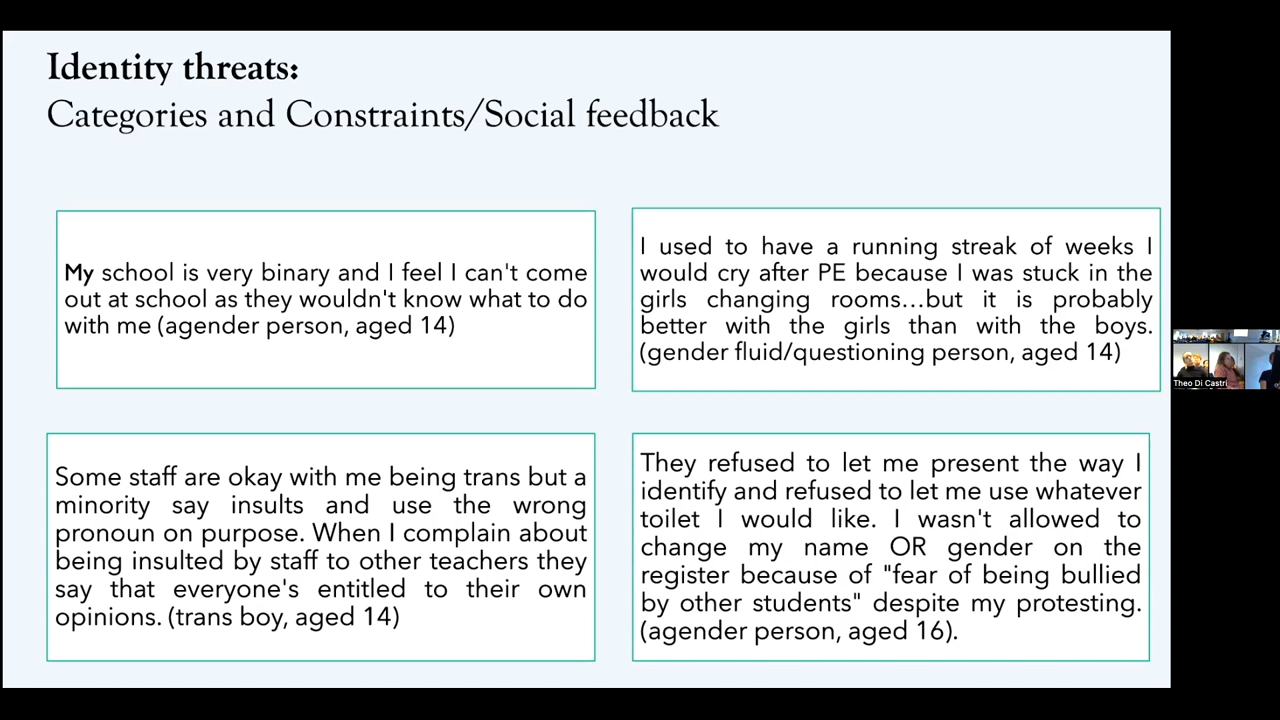 Identity threats:
Categories and Constraints/Social feedback
My school is very binary and I feel I can't come
out at school as they wouldn't know what to do
with me (agender person, aged 14)
I used to have a running streak of weeks I
would cry after PE because I was stuck in the
girls changing rooms...but it is probably
better with the girls than with the boys.
(gender fluid/questioning person, aged 14)
Some staff are okay with me being trans but a
minority say insults and use the wrong
pronoun on purpose. When I complain about
being insulted by staff to other teachers they
say that everyone's entitled to their own
opinions. (trans boy, aged 14)
They refused to let me present the way I
identify and refused to let me use whatever
toilet I would like. I wasn't allowed to
change my name OR gender on the
register because of "fear of being bullied
by other students" despite my protesting.
(agender person, aged 16).
Theo Di Castri